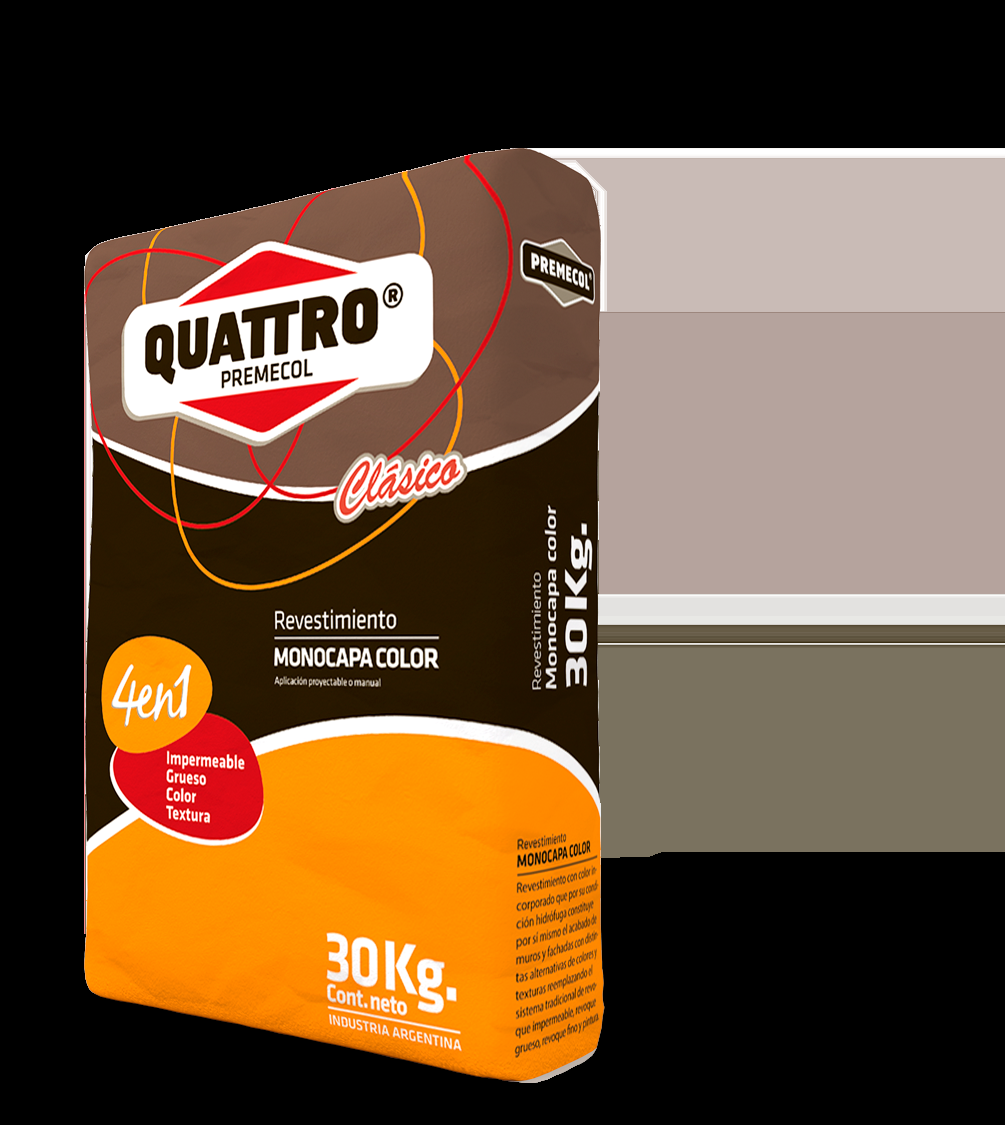 QUATTRO®
PREMECOL
Clásico
Revestimiento
MONOCAPA COLOR
Aplicación proyectable o manual
4en1
Impermeable
Grueso
Color
Textura
30Kg.
Cont. neto
INDUSTRIA ARGENTINA
PREMECOL®
Revestimiento
Monocapa color
30Kg.
Revestimiento
MONOCAPA COLOR
Revestimiento con color in-
corporado que por su condi-
ción hidrófuga constituye
por sí mismo el acabado de
muros y fachadas con distin-
tas alternativas de colores y
texturas reemplazando el
sistema tradicional de revo-
que impermeable, revoque
grueso, revoque fino y pintura.